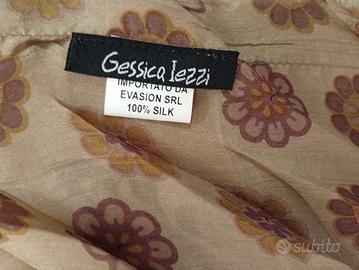 Gessica Iezzi
IMPORTATO DA
EVASION SRL
100% SILK
subito